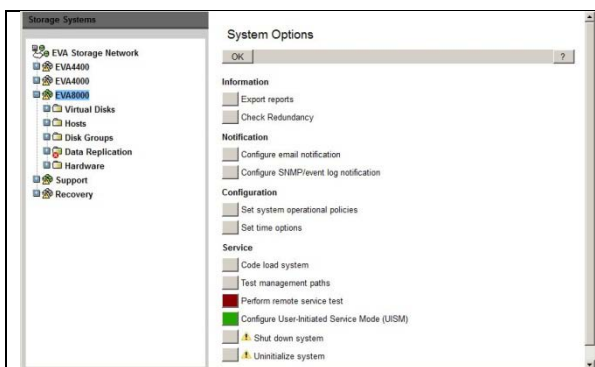 Storage Systems
EVA Storage Network
EVA4400
EVA4000
EVA8000
Virtual Disks
Hosts
Disk Groups
Data Replication
Hardware
Support
Recovery
System Options
OK
?
Information
Export reports
Check Redundancy
Notification
Configure email notification
Configure SNMP/event log notification
Configuration
Set system operational policies
Set time options
Service
Code load system
Test management paths
Perform remote service test
Configure User-Initiated Service Mode (UISM)
Shut down system
Uninitialize system